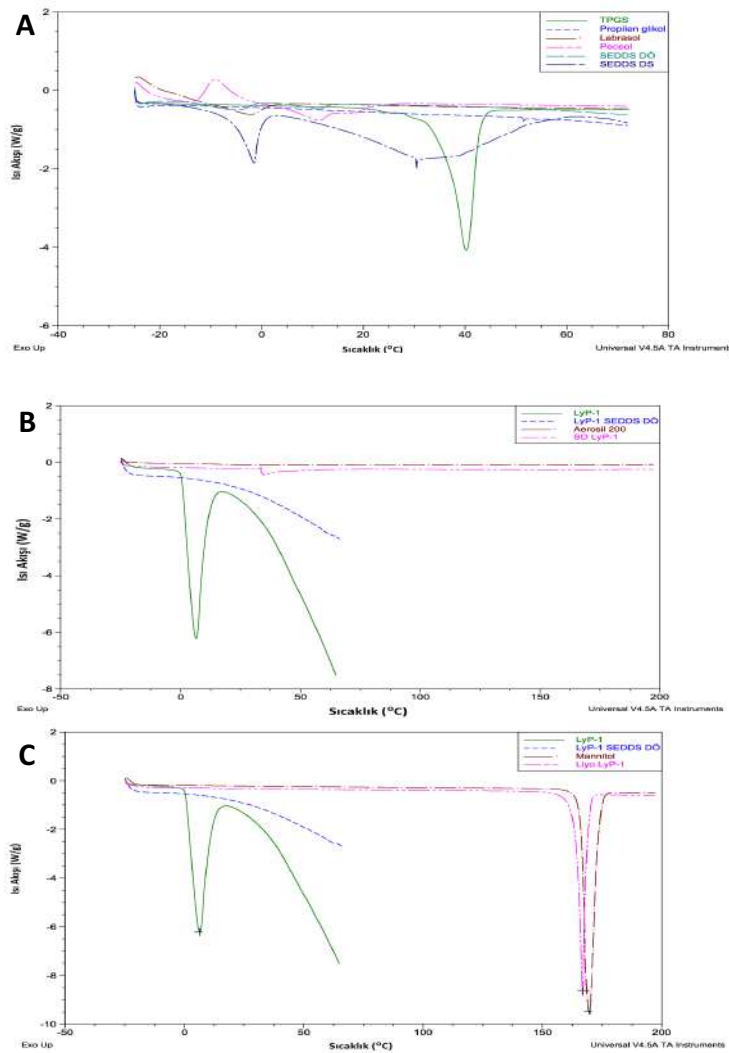 A
2
0
-2
-4
-6
-40
-20
0
20
40
60
80
Isı Akışı (W/g)
TPGS
Propilen glikol
Labrasol
Peceol
SEDDS DÖ
SEDDS DS
Exo Up
Sıcaklık (°C)
Universal V4.5A TA Instruments
B
2
0
-2
-4
-6
-8
-50
0
50
100
150
200
Isı Akışı (W/g)
LyP-1
LyP-1 SEDDS DÖ
Aerosil 200
SD LyP-1
Exo Up
Sıcaklık (°C)
Universal V4.5A TA Instruments
C
2
0
-2
-4
-6
-8
-10
-50
0
50
100
150
200
Isı Akışı (W/g)
LyP-1
LyP-1 SEDDS DÖ
Mannitol
Liyo LyP-1
Exo Up
Sıcaklık (°C)
Universal V4.5A TA Instruments